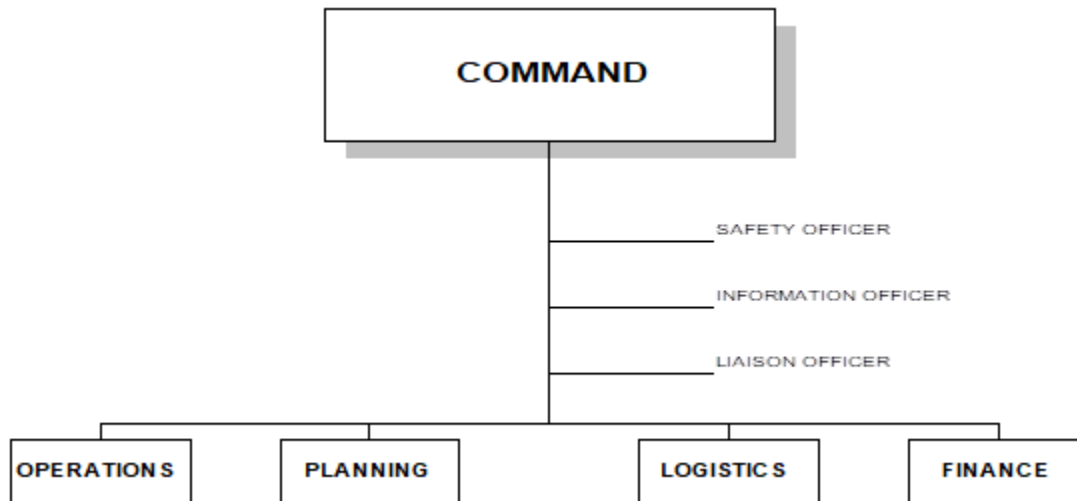 COMMAND
SAFETY OFFICER
INFORMATION OFFICER
LIAISON OFFICER
OPERATIONS
PLANNING
LOGISTICS
FINANCE